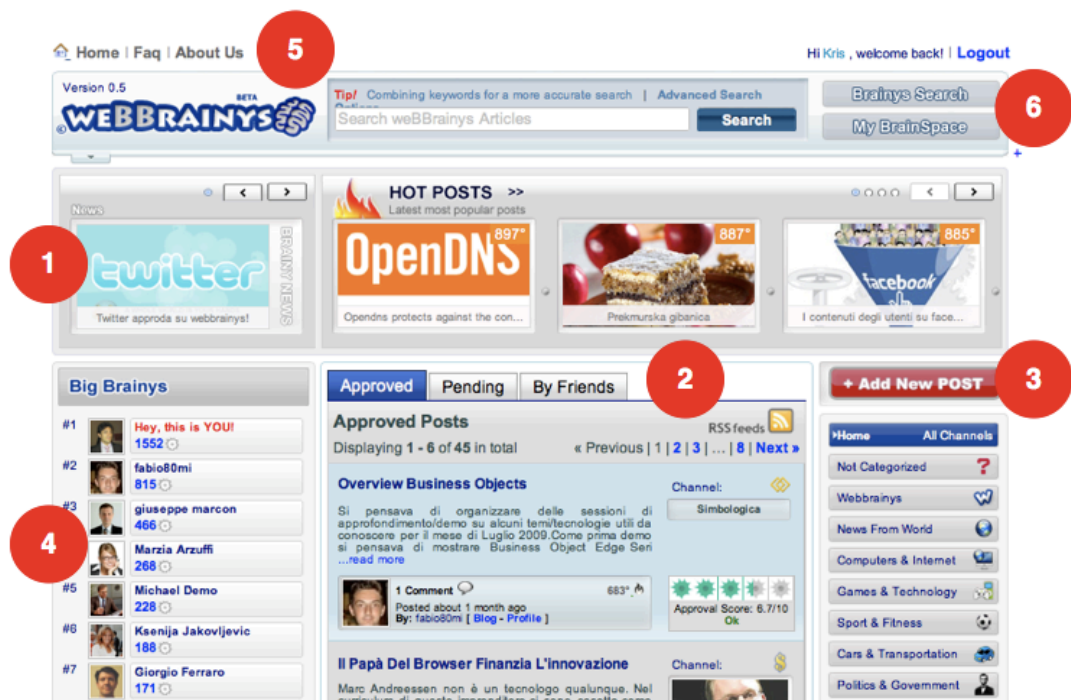 Home | Faq | About Us
5
Hi Kris , welcome back! | Logout
Version 0.5
BETA
weBBrainys
Tip! Combining keywords for a more accurate search | Advanced Search
Options
Search weBBrainys Articles
Search
Brainys Search
My BrainSpace
6
+
News
HOT POSTS >>
Latest most popular posts
1
twitter
BRAINY NEWS
Twitter approda su webbrainys!
OpenDNS
897°
Opendns protects against the con...
887°
Prekmurska gibanica
885°
facebook
I contenuti degli utenti su face...
Big Brainys
#1
Hey, this is YOU!
1552
#2
fabio80mi
815
#3
giuseppe marcon
466
4
Marzia Arzuffi
268
#5
Michael Demo
228
#6
Ksenija Jakovljevic
188
#7
Giorgio Ferraro
171
Approved
Pending
By Friends
2
Approved Posts
RSS feeds
Displaying 1 - 6 of 45 in total
« Previous | 1 | 2 | 3 | ... | 8 | Next »
Overview Business Objects
Channel:
Simbologica
Si pensava di organizzare delle sessioni di
approfondimento/demo su alcuni temi/tecnologie utili da
conoscere per il mese di Luglio 2009.Come prima demo
si pensava di mostrare Business Object Edge Seri
...read more
1 Comment
683°
Posted about 1 month ago
By: fabio80mi [ Blog - Profile ]
Approval Score: 6.7/10
Ok
Il Papà Del Browser Finanzia L'innovazione
Channel:
Marc Andreessen non è un tecnologo qualunque. Nel
+ Add New POST
3
Home
All Channels
Not Categorized
?
Webbrainys
W
News From World
Computers & Internet
Games & Technology
Sport & Fitness
Cars & Transportation
Politics & Government